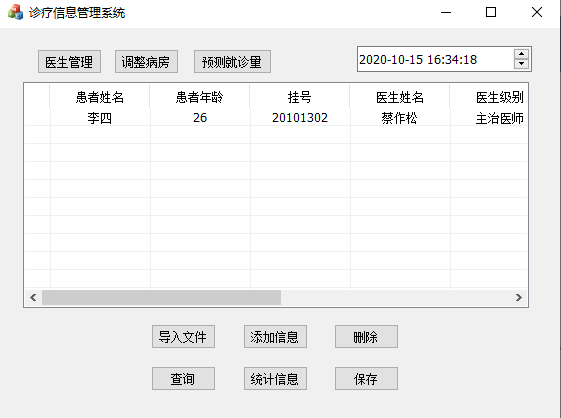 诊疗信息管理系统
医生管理 调整病房 预测就诊量 2020-10-15 16:34:18
患者姓名 患者年龄 挂号 医生姓名 医生级别
李四 26 20101302 蔡作松 主治医师
导入文件 添加信息 删除
查询 统计信息 保存